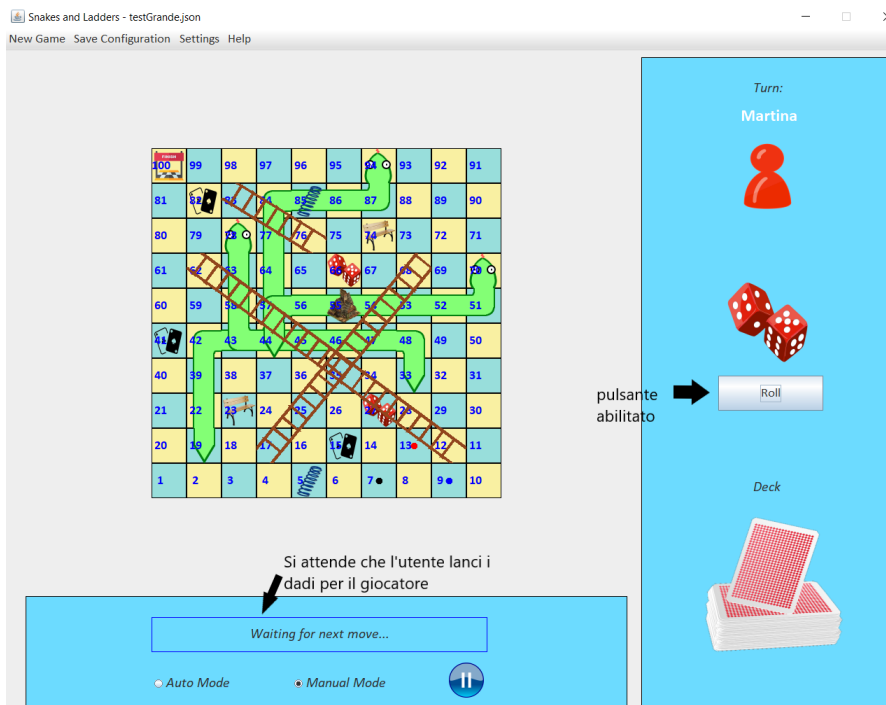 Snakes and Ladders - testGrande.json
New Game Save Configuration Settings Help
Turn:
Martina
FINISH
100 99 98 97 96 95 94 93 92 91
81 82 83 84 85 86 87 88 89 90
80 79 78 77 76 75 74 73 72 71
61 62 63 64 65 66 67 68 69 70
60 59 58 57 56 55 54 53 52 51
41 42 43 44 45 46 47 48 49 50
40 39 38 37 36 35 34 33 32 31
21 22 23 24 25 26 27 28 29 30
20 19 18 17 16 15 14 13 12 11
1 2 3 4 5 6 7 8 9 10
pulsante
abilitato
Roll
Deck
Si attende che l'utente lanci i
dadi per il giocatore
Waiting for next move...
Auto Mode Manual Mode